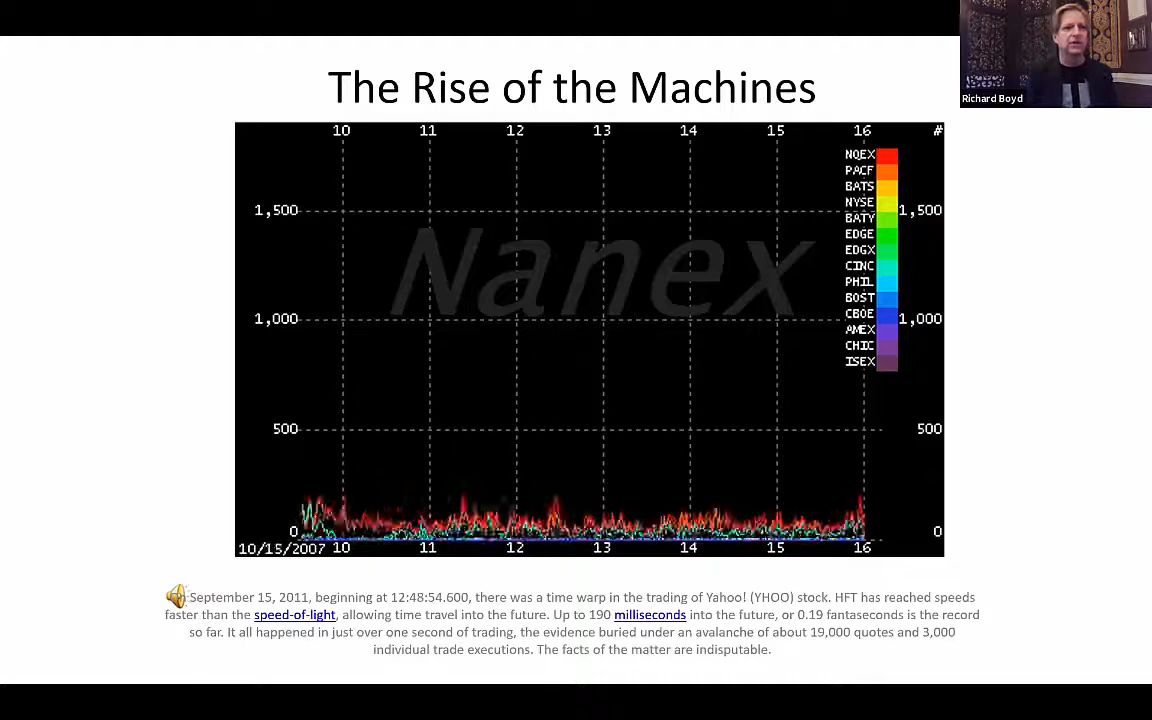 The Rise of the Machines
Richard Boyd
10 11 12 13 14 15 16 #
NQEX
PACF
BATS
NYSE
1,500 1,500
BATY
EDGE
EDGX
Nanex
CINC
PHIL
BOST
CBOE
1,000 1,000
AMEX
CHIC
ISEX
500 500
0 0
10/15/2007 10 11 12 13 14 15 16
September 15, 2011, beginning at 12:48:54.600, there was a time warp in the trading of Yahoo! (YHOO) stock. HFT has reached speeds
faster than the speed-of-light, allowing time travel into the future. Up to 190 milliseconds into the future, or 0.19 fantaseconds is the record
so far. It all happened in just over one second of trading, the evidence buried under an avalanche of about 19,000 quotes and 3,000
individual trade executions. The facts of the matter are indisputable.